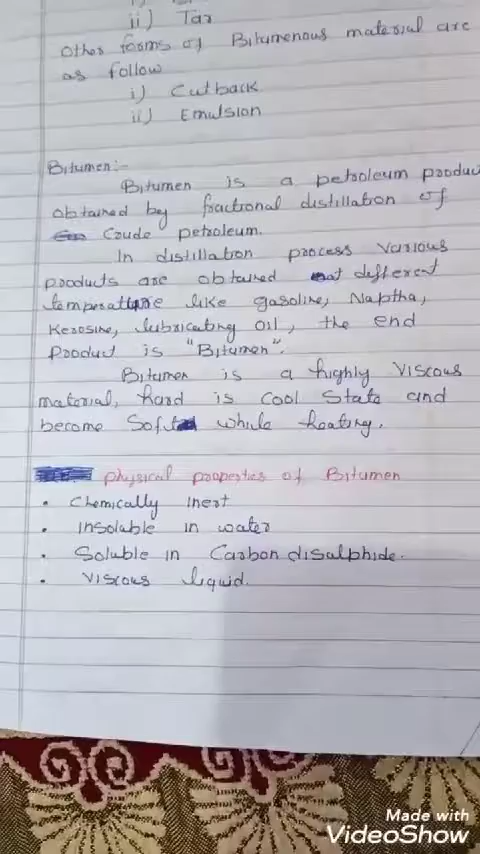 ii) Tar
Other forms of Bitumenous material are
as follow
i) Cutback
ii) Emulsion
Bitumen:-
Bitumen is a petroleum produc
obtained by fractional distillation of
Coude petroleum.
In distillation process various
products are obtained at different
temperature like gasoline, Naptha,
Kerosine, lubricating oil, the end
Product is "Bitumen".
Bitumen is a highly viscous
material, hard is cool State and
become Soft while heating.
physical properties of Bitumen
• Chemically inert
• Insoluble in water
• Soluble in Carbon disulphide.
• Viscous liquid.
Made with
VideoShow